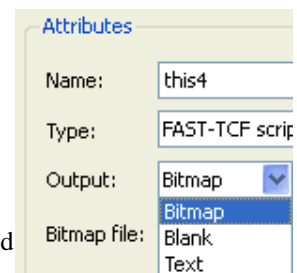 Attributes
Name: this4
Type: FAST-TCF scrip
Output: Bitmap
Bitmap
d Bitmap file: Blank
Text